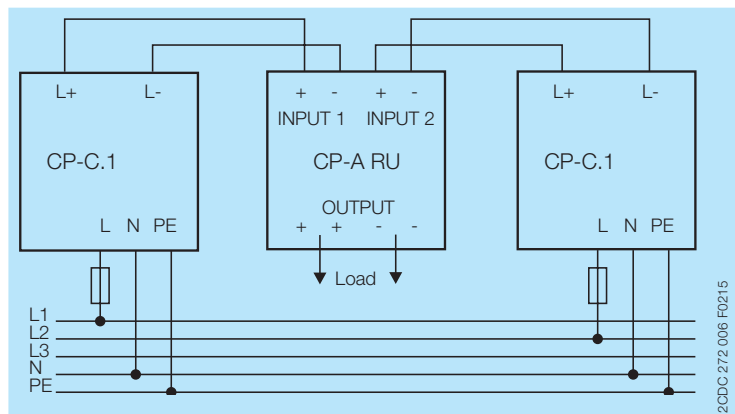 L+ L-
CP-C.1
L N PE
+ - + -
INPUT 1 INPUT 2
CP-A RU
OUTPUT
+ + - -
Load
L+ L-
CP-C.1
L N PE
L1
L2
L3
N
PE
2CDC 272 006 F0215